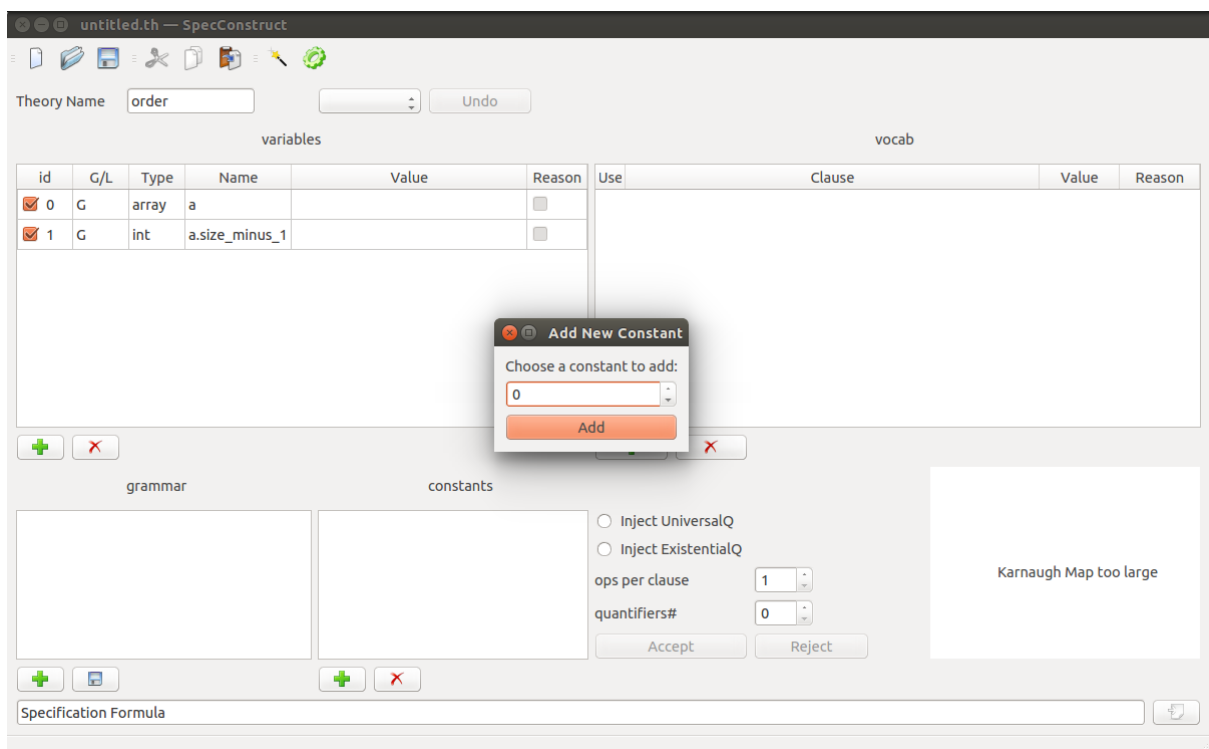 untitled.th — SpecConstruct
Theory Name order Undo
variables vocab
id G/L Type Name Value Reason Use Clause Value Reason
0 G array a
1 G int a.size_minus_1
Add New Constant
Choose a constant to add:
0
Add
grammar constants
Inject UniversalQ
Inject ExistentialQ
Karnaugh Map too large
ops per clause 1
quantifiers# 0
Accept Reject
Specification Formula